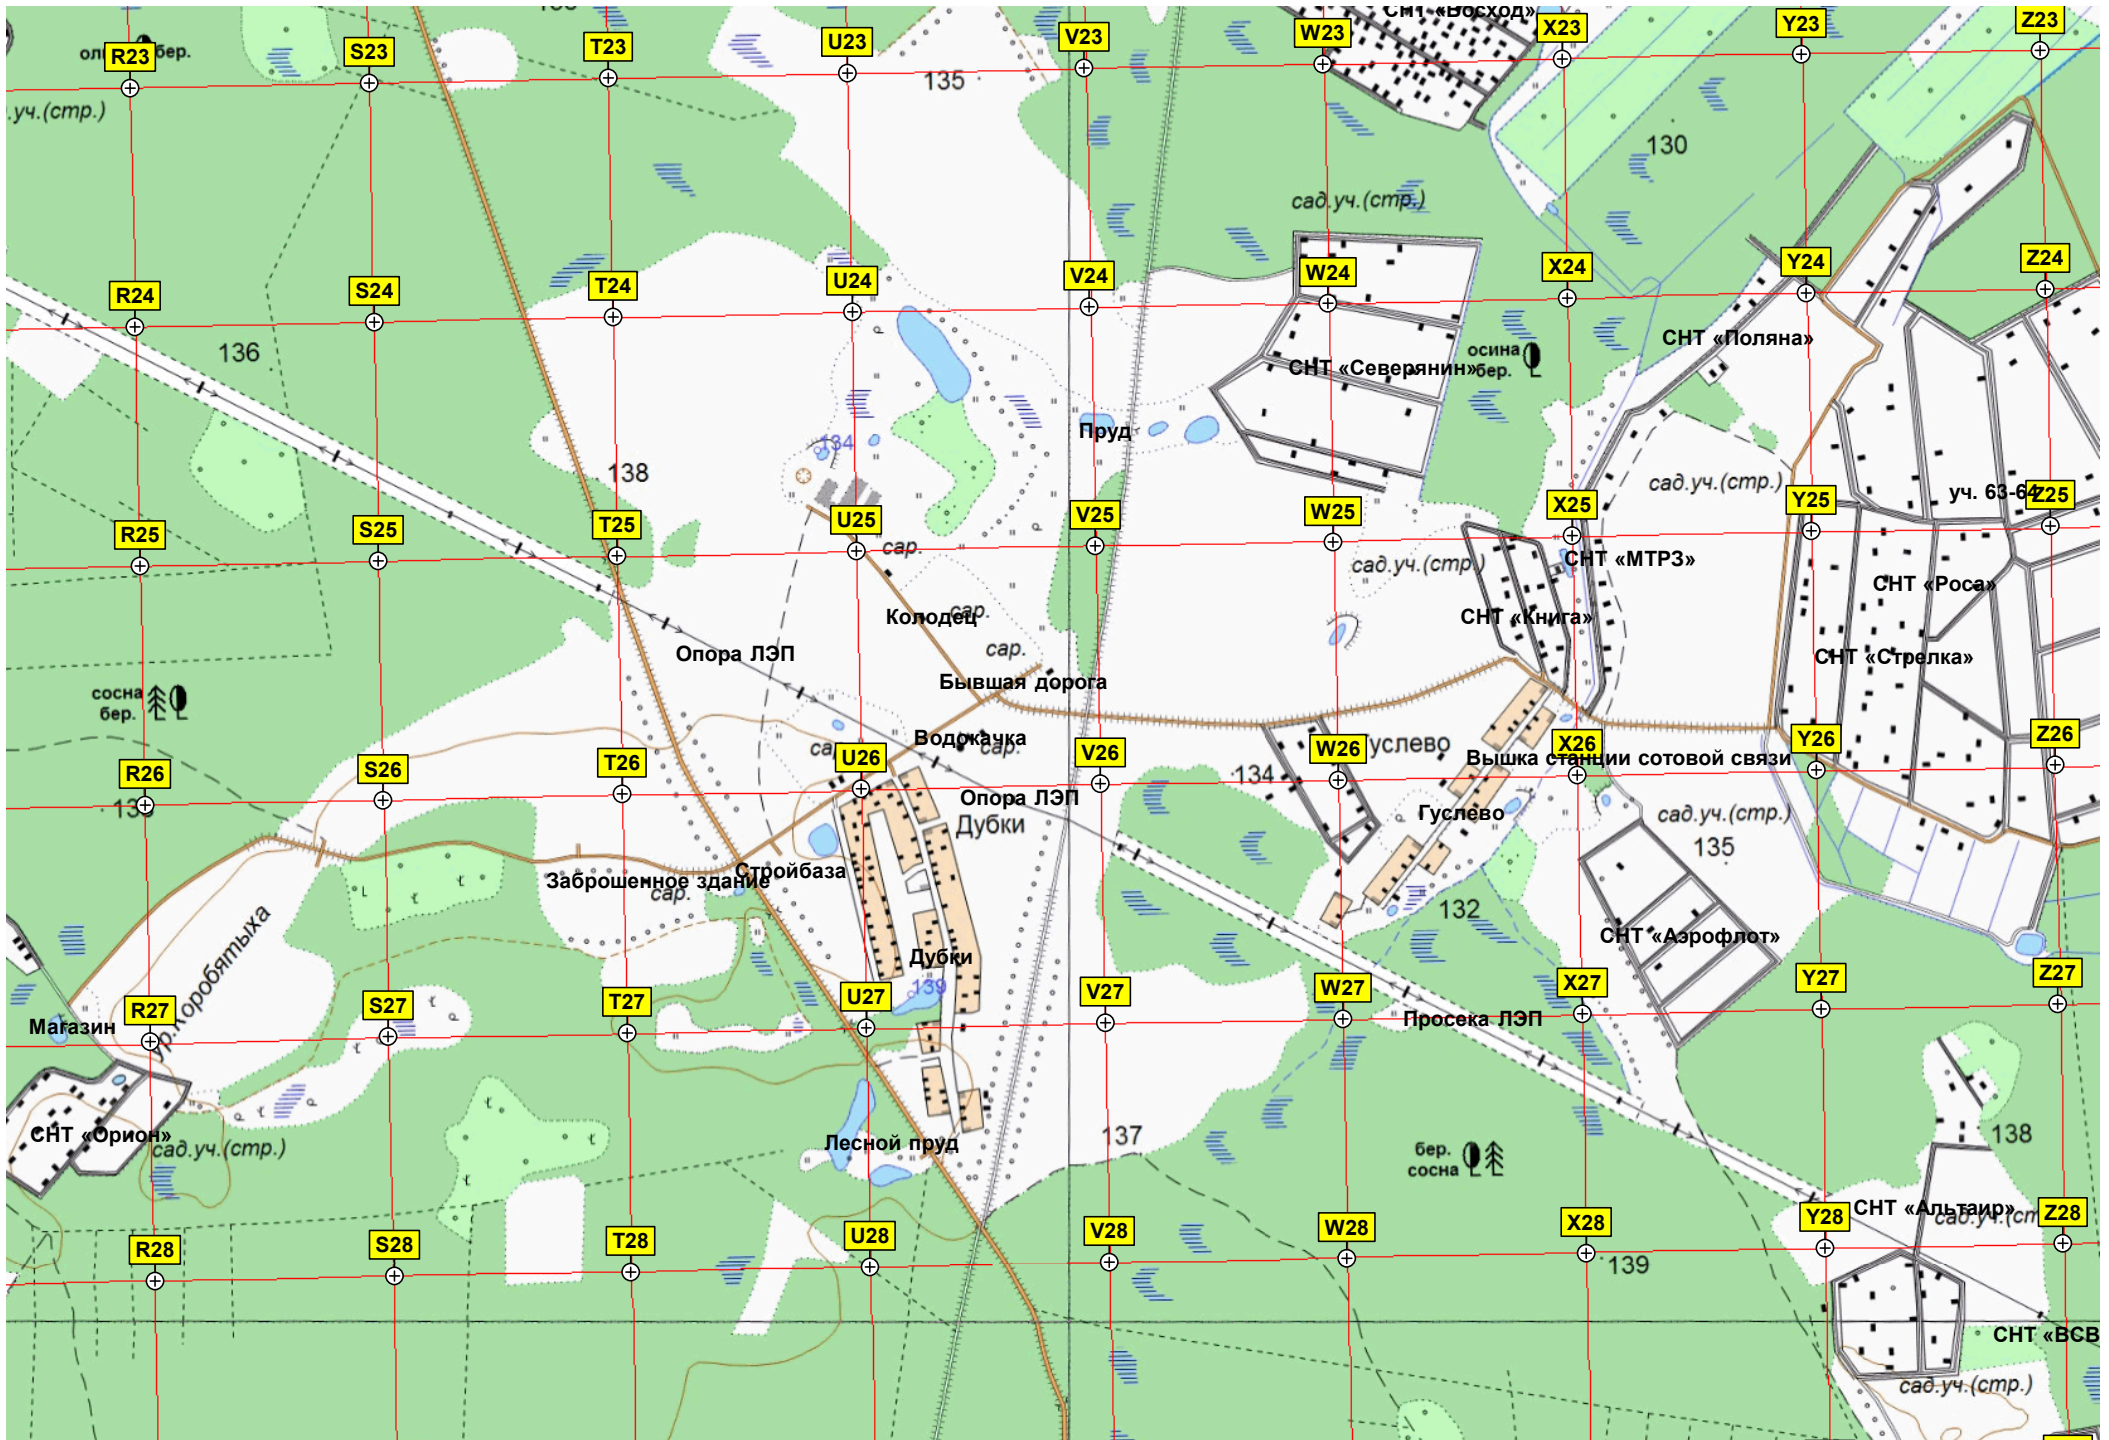 СНТ «Восход»
R23
бер.
S23
T23
U23
V23
W23
X23
Y23
Z23
135
.уч.(стр.)
130
сад.уч.(стр.)
R24
S24
T24
U24
V24
W24
X24
Y24
Z24
136
СНТ «Поляна»
осина
бер.
СНТ «Северянин»
Пруд
134
138
сад.уч.(стр.)
уч. 63-64
R25
S25
T25
U25
V25
W25
X25
Y25
Z25
сар.
сад.уч.(стр.)
СНТ «МТРЗ»
СНТ «Роса»
сар.
Колодец
СНТ «Книга»
сар.
Опора ЛЭП
СНТ «Стрелка»
Бывшая дорога
сосна
бер.
Водокачка
сар.
R26
S26
T26
U26
V26
W26
X26
Y26
Z26
134
Вышка станции сотовой связи
Опора ЛЭП
Дубки
Гуслево
сад.уч.(стр.)
135
Стройбаза
Заброшенное здание
сар.
132
СНТ «Аэрофлот»
ур.Коробятыха
Дубки
139
R27
S27
T27
U27
V27
W27
X27
Y27
Z27
Магазин
Просека ЛЭП
СНТ «Орион»
сад.уч.(стр.)
Лесной пруд
137
бер.
сосна
138
СНТ «Альтаир»
R28
S28
T28
U28
V28
W28
X28
Y28
Z28
139
СНТ «ВСВ
сад.уч.(стр.)